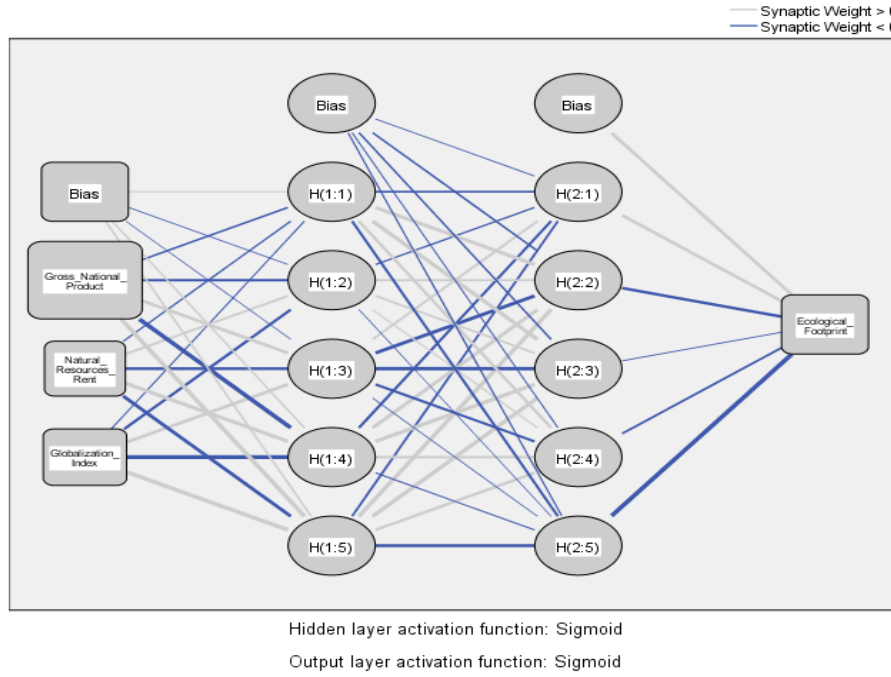 Synaptic Weight > 0
Synaptic Weight < 0
Bias
Bias
Bias
H(1:1)
H(2:1)
Gross_National_
Product
H(1:2)
H(2:2)
Ecological_
Footprint
Natural_
Resources_
Rent
H(1:3)
H(2:3)
Globalization_
Index
H(1:4)
H(2:4)
H(1:5)
H(2:5)
Hidden layer activation function: Sigmoid
Output layer activation function: Sigmoid